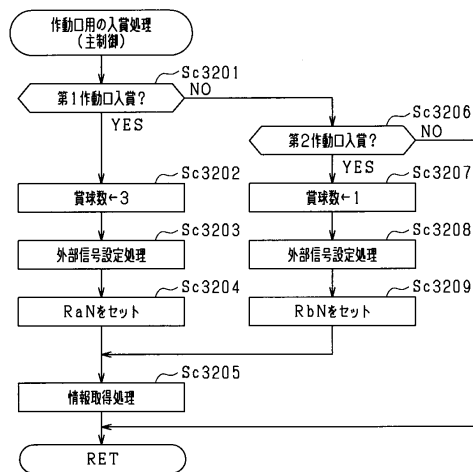 作動口用の入賞処理
(主制御)
Sc3201
第1作動口入賞?
NO
YES
Sc3206
第2作動口入賞?
NO
YES
Sc3202
賞球数←3
Sc3207
賞球数←1
Sc3203
外部信号設定処理
Sc3208
外部信号設定処理
Sc3204
RaNをセット
Sc3209
RbNをセット
Sc3205
情報取得処理
RET